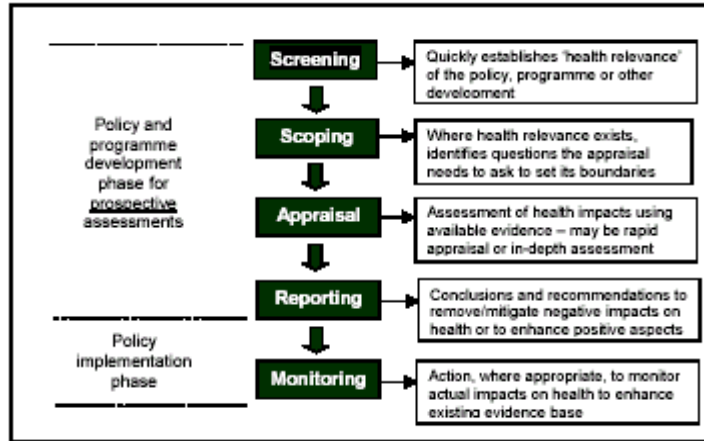 Screening
Quickly establishes 'health relevance'
of the policy, programme or other
development
Policy and
programme
development
phase for
prospective
assessments
Scoping
Where health relevance exists,
identifies questions the appraisal
needs to ask to set its boundaries
Appraisal
Assessment of health impacts using
available evidence – may be rapid
appraisal or in-depth assessment
Reporting
Conclusions and recommendations to
remove/mitigate negative impacts on
health or to enhance positive aspects
Policy
implementation
phase
Monitoring
Action, where appropriate, to monitor
actual impacts on health to enhance
existing evidence base